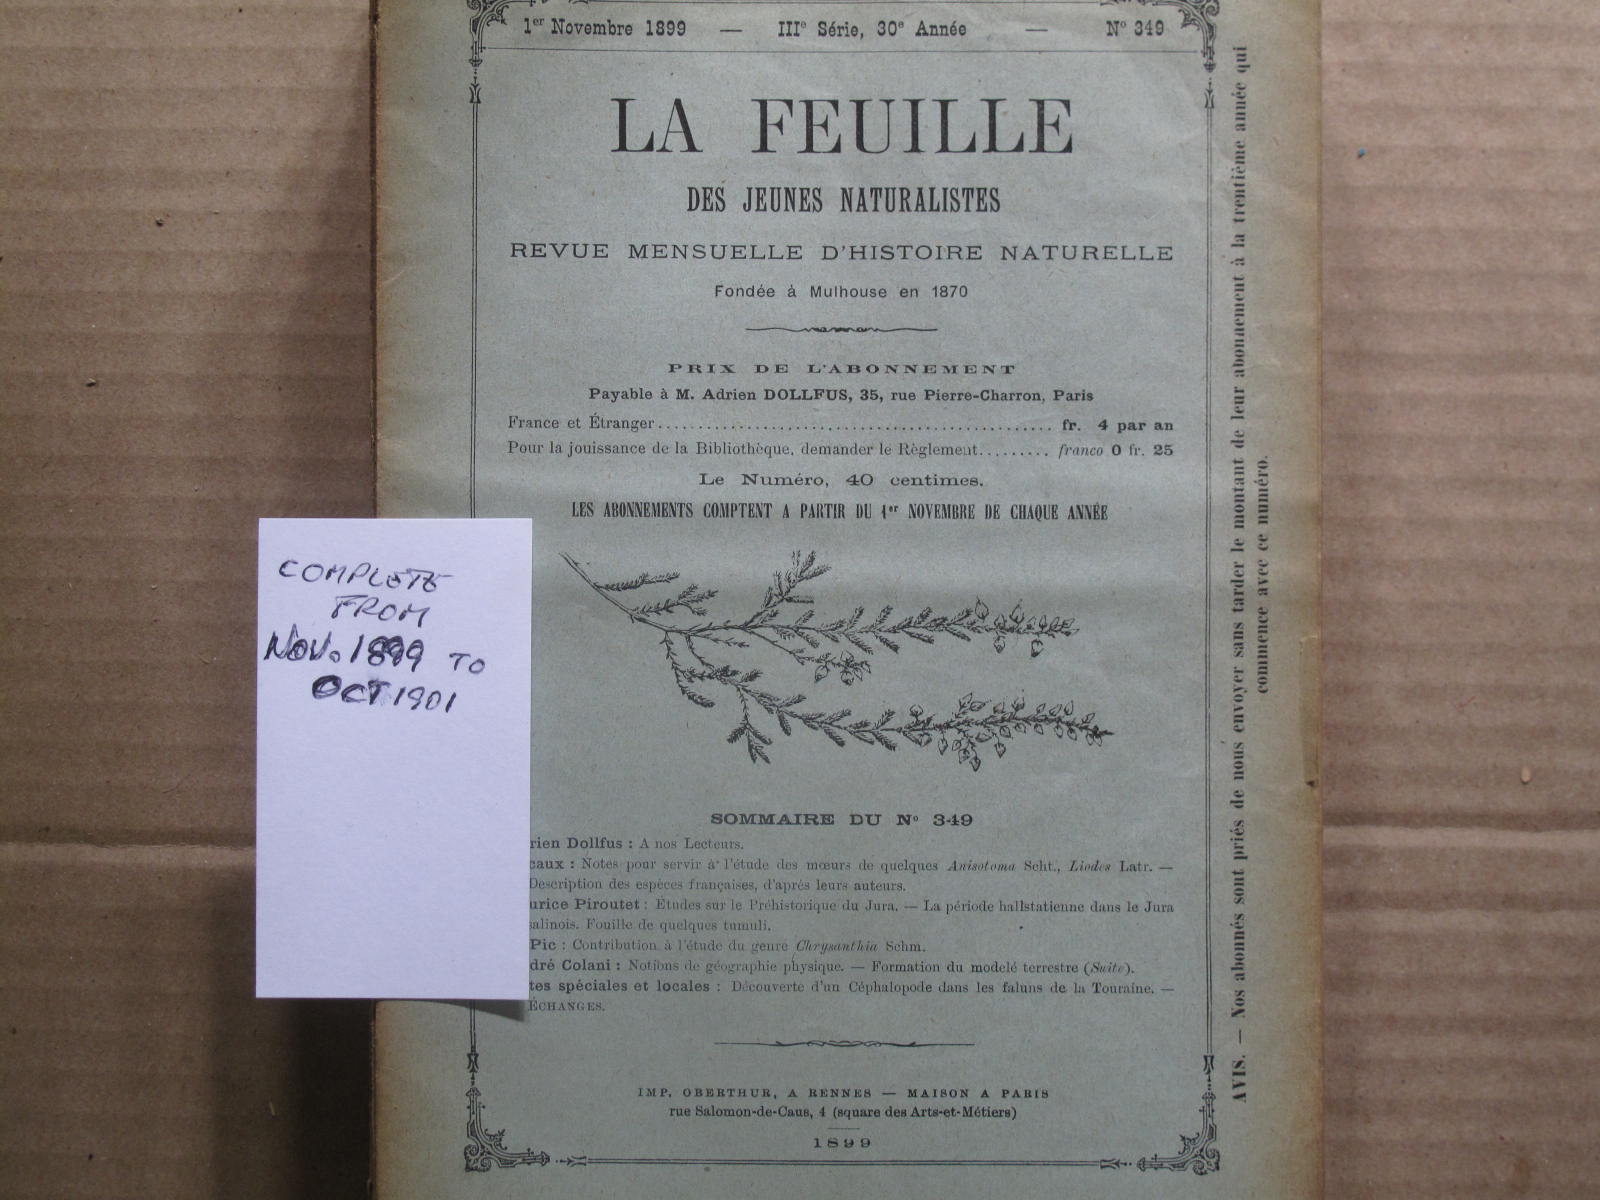 1er Novembre 1899 — IIIe Série, 30e Année — No 349
LA FEUILLE
DES JEUNES NATURALISTES
REVUE MENSUELLE D'HISTOIRE NATURELLE
Fondée à Mulhouse en 1870
PRIX DE L'ABONNEMENT
Payable à M. Adrien DOLLFUS, 35, rue Pierre-Charron, Paris
France et Étranger.......... fr. 4 par an
Pour la jouissance de la Bibliothèque, demander le Règlement......... franco 0 fr. 25
Le Numéro, 40 centimes.
LES ABONNEMENTS COMPTENT A PARTIR DU 1er NOVEMBRE DE CHAQUE ANNÉE
SOMMAIRE DU No 349
rien Dollfus : A nos Lecteurs.
caux : Notes pour servir à l'étude des mœurs de quelques Anisotoma Scht., Liodes Latr. —
Description des espèces françaises, d'après leurs auteurs.
urice Piroutet : Études sur le Préhistorique du Jura. — La période hallstatienne dans le Jura
salinois. Fouille de quelques tumuli.
Pic : Contribution à l'étude du genre Chrysanthia Schm.
dré Colani : Notions de géographie physique. — Formation du modelé terrestre (Suite).
tes spéciales et locales : Découverte d'un Céphalopode dans les faluns de la Touraine. —
ÉCHANGES.
IMP. OBERTHUR, A RENNES — MAISON A PARIS
rue Salomon-de-Caus, 4 (square des Arts-et-Métiers)
1899
AVIS. — Nos abonnés sont priés de nous envoyer sans tarder le montant de leur abonnement à la trentième année qui
commence avec ce numéro.
COMPLETE
FROM
NOV. 1899 TO
OCT 1901